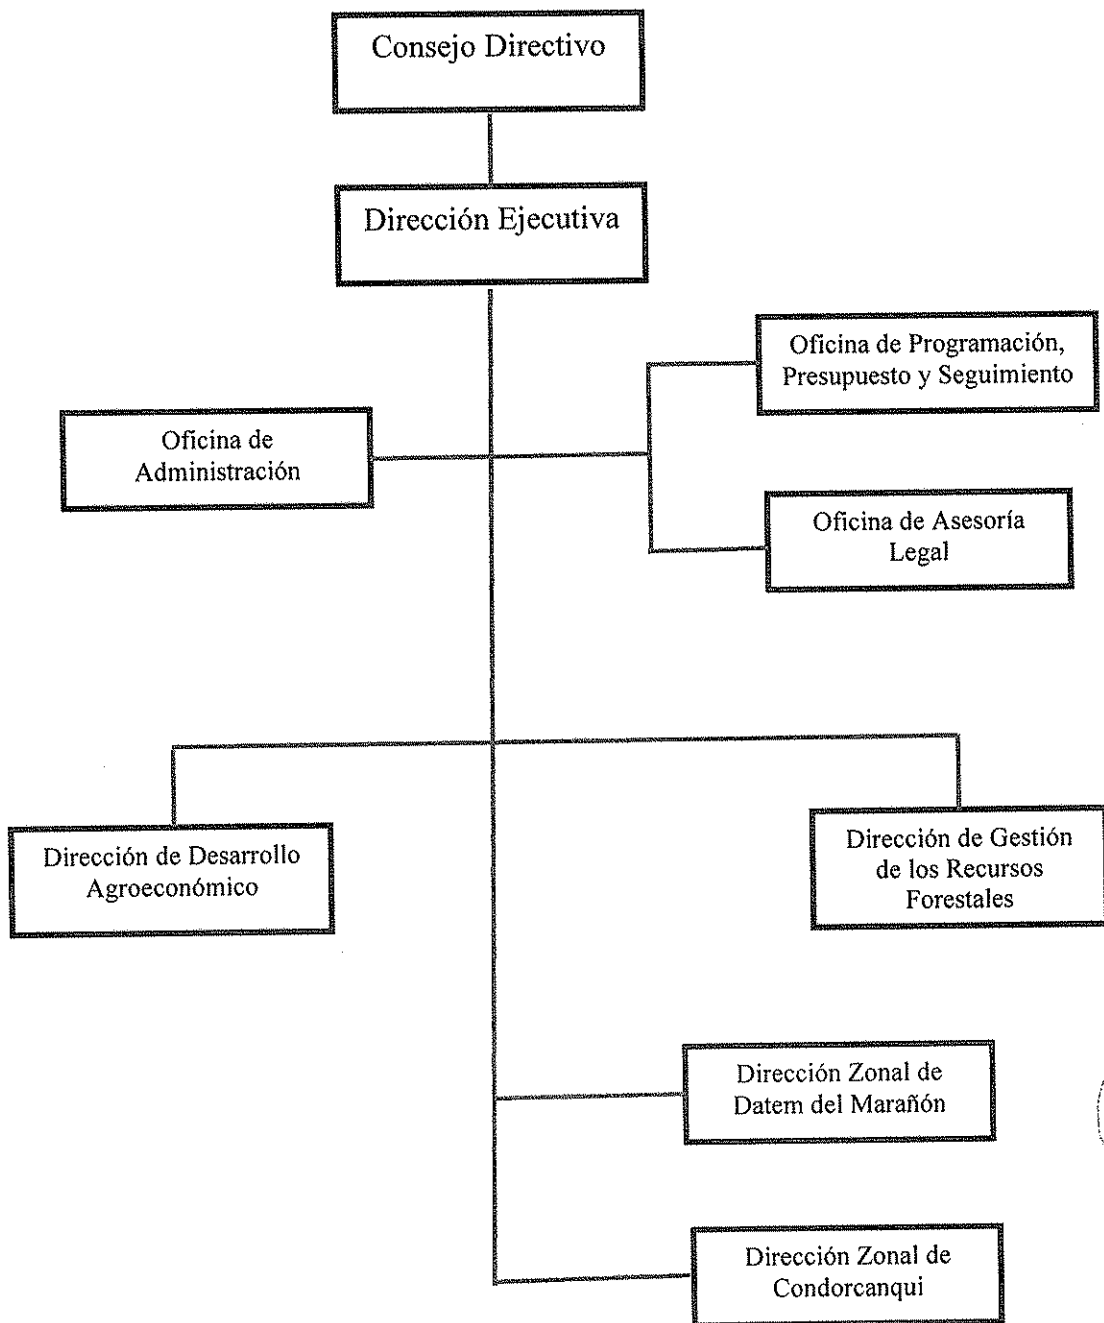 Consejo Directivo
Dirección Ejecutiva
Oficina de Programación,
Presupuesto y Seguimiento
Oficina de
Administración
Oficina de Asesoría
Legal
Dirección de Desarrollo
Agroeconómico
Dirección de Gestión
de los Recursos
Forestales
Dirección Zonal de
Datem del Marañón
Dirección Zonal de
Condorcanqui